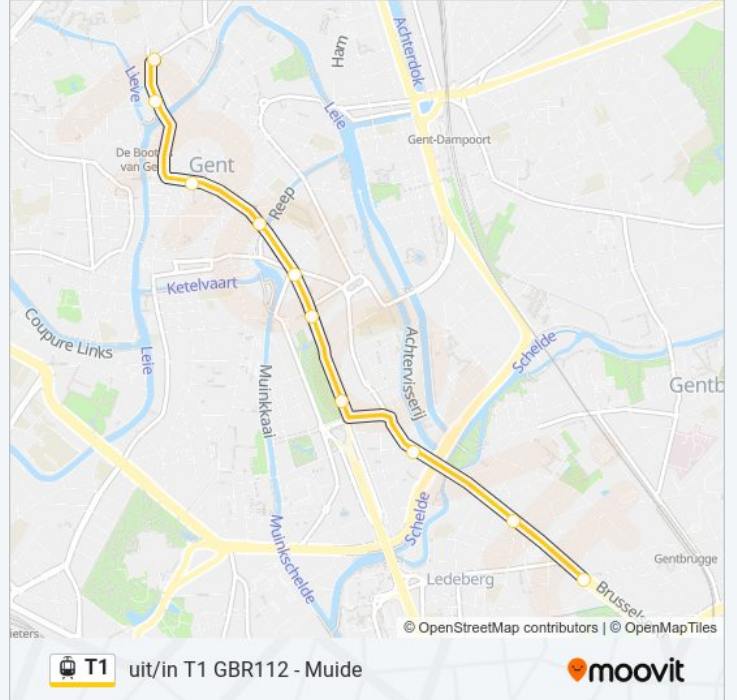 Achterdok
Ham
Lieve
Leie
Gent-Dampoort
De Boot
van Ge
Gent
Reep
Ketelvaart
Coupure Links
Leie
Achtervisserij
Schelde
Muinkkaai
Gentb
Schelde
Muinkschelde
Gentbrugge
Ledeberg
Brussel
ieters
© OpenStreetMap contributors | © OpenMapTiles
T1 uit/in T1 GBR112 - Muide
moovit